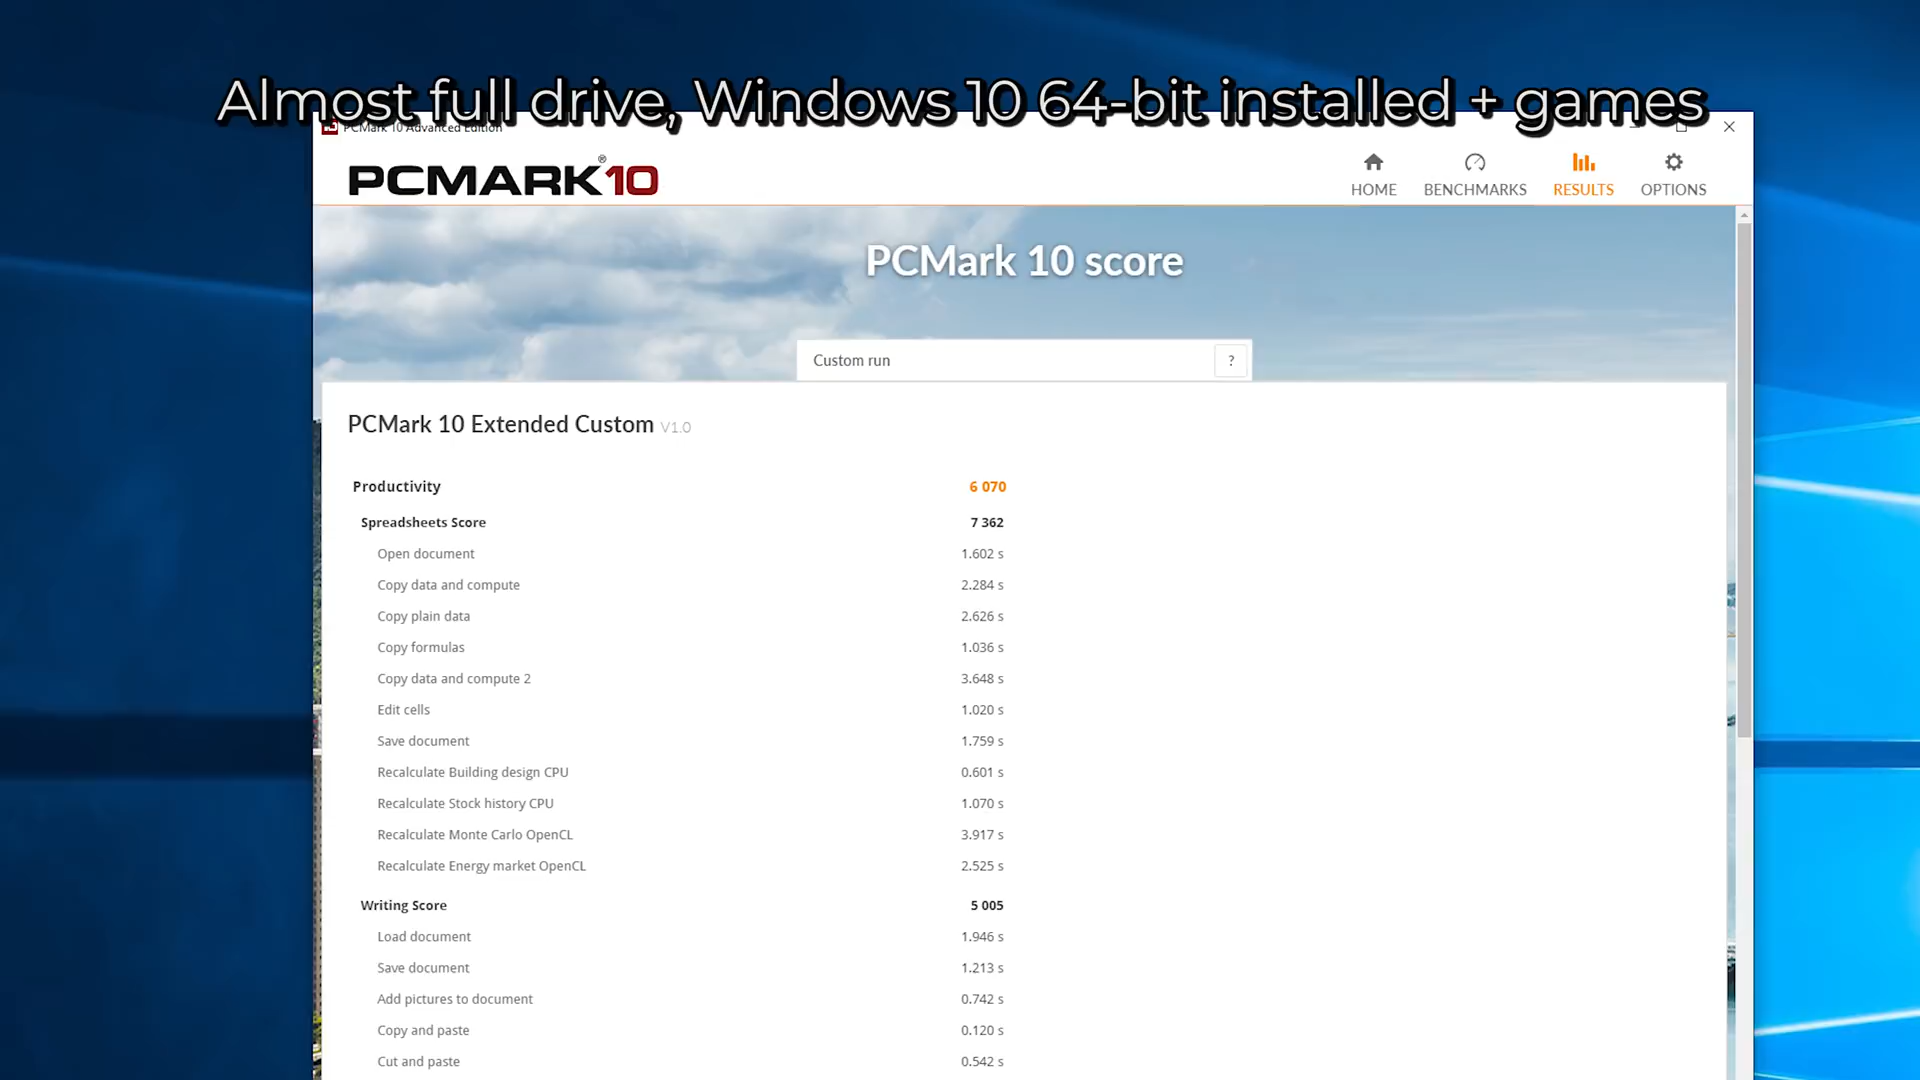 Almost full drive, Windows 10 64-bit installed + games
PCMark 10 Advanced Edition
PCMARK®10
HOME BENCHMARKS RESULTS OPTIONS
PCMark 10 score
Custom run ?
PCMark 10 Extended Custom V1.0
Productivity 6 070
Spreadsheets Score 7 362
Open document 1.602 s
Copy data and compute 2.284 s
Copy plain data 2.626 s
Copy formulas 1.036 s
Copy data and compute 2 3.648 s
Edit cells 1.020 s
Save document 1.759 s
Recalculate Building design CPU 0.601 s
Recalculate Stock history CPU 1.070 s
Recalculate Monte Carlo OpenCL 3.917 s
Recalculate Energy market OpenCL 2.525 s
Writing Score 5 005
Load document 1.946 s
Save document 1.213 s
Add pictures to document 0.742 s
Copy and paste 0.120 s
Cut and paste 0.542 s